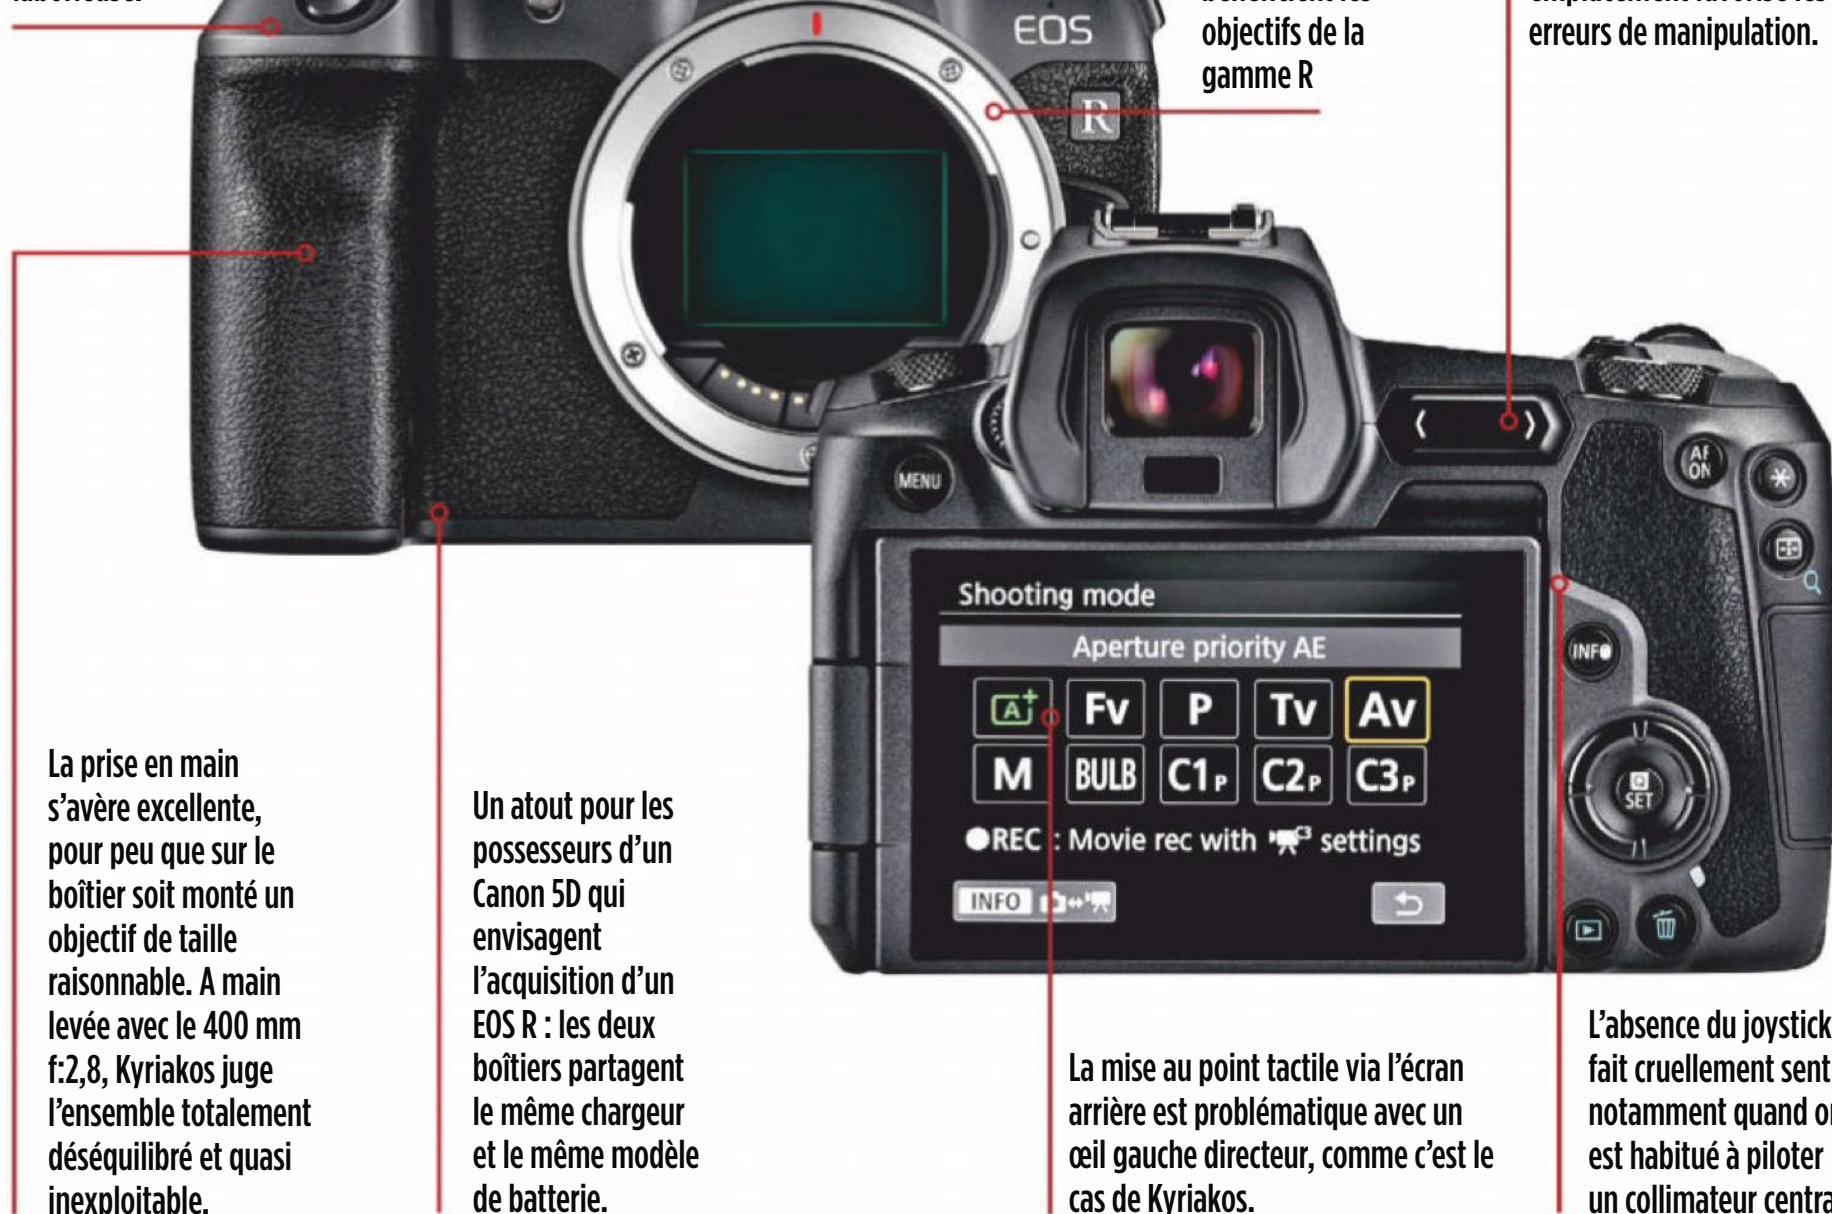 objectifs de la
gamme R
erreurs de manipulation.
EOS
R
MENU
AF
ON
INFO
Q
SET
Shooting mode
Aperture priority AE
A+ Fv P Tv Av
M BULB C1P C2P C3P
●REC : Movie rec with C3 settings
INFO
La prise en main
s’avère excellente,
pour peu que sur le
boîtier soit monté un
objectif de taille
raisonnable. A main
levée avec le 400 mm
f:2,8, Kyriakos juge
l’ensemble totalement
déséquilibré et quasi
inexploitable.
Un atout pour les
possesseurs d’un
Canon 5D qui
envisagent
l’acquisition d’un
EOS R : les deux
boîtiers partagent
le même chargeur
et le même modèle
de batterie.
La mise au point tactile via l’écran
arrière est problématique avec un
œil gauche directeur, comme c’est le
cas de Kyriakos.
L’absence du joystick
fait cruellement
notamment quand
est habitué à piloter
un collimateur